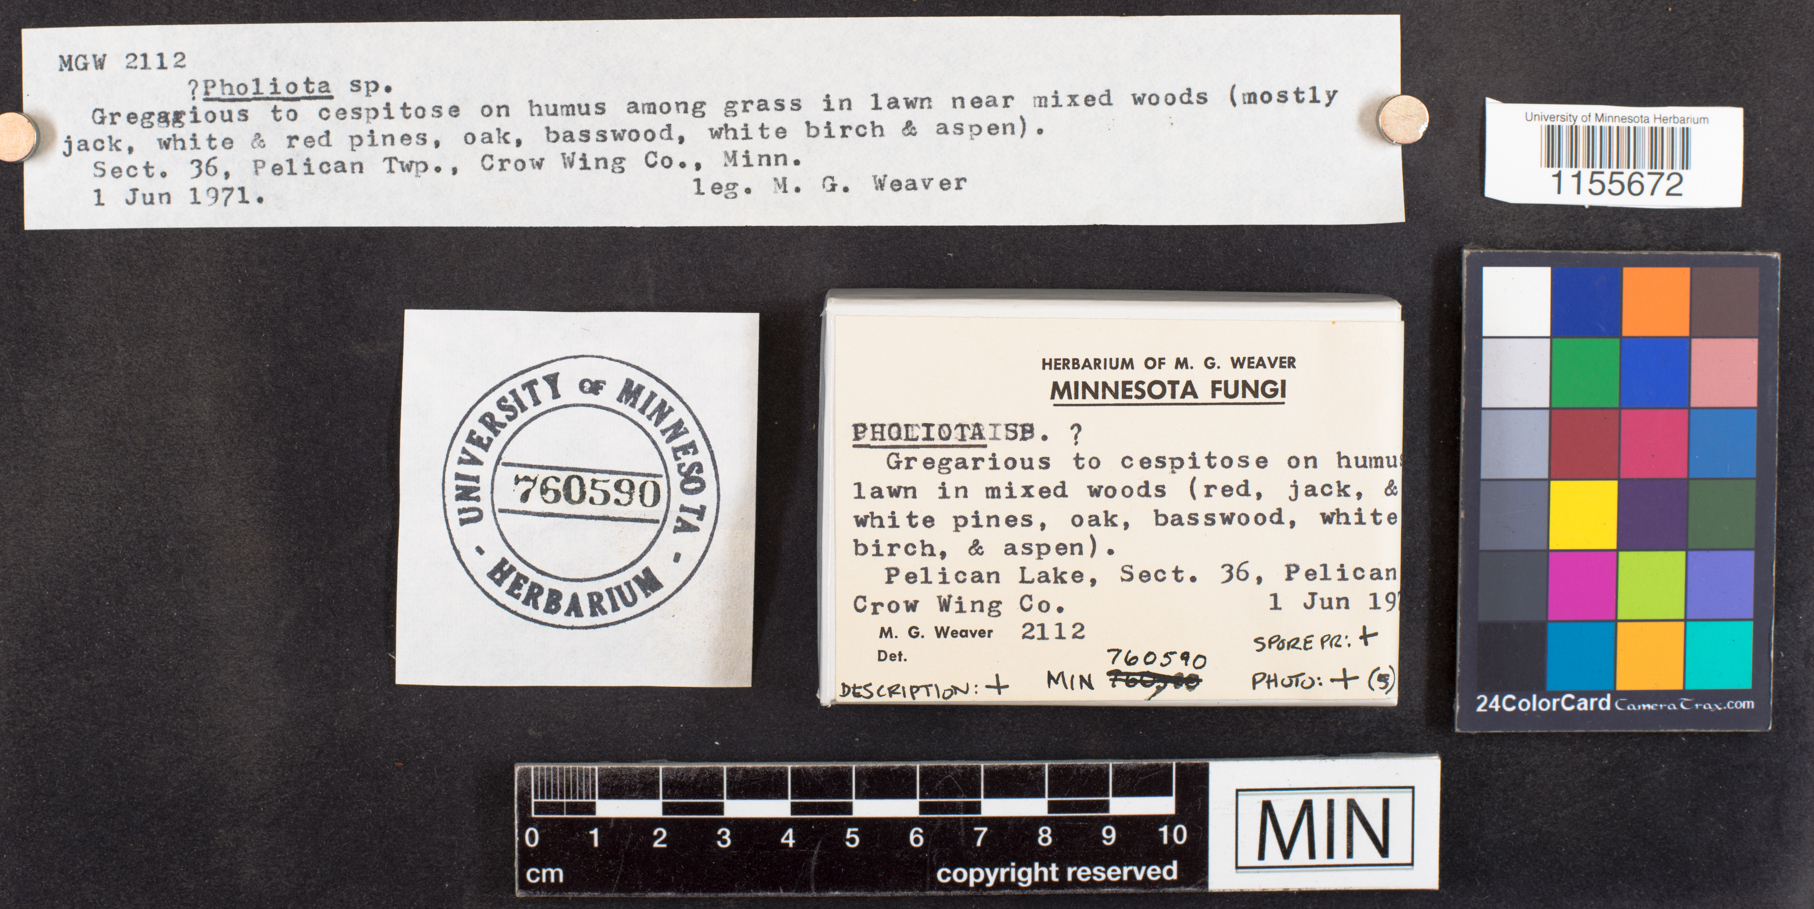 MGW 2112
?Pholiota sp.
Gregagrious to cespitose on humus among grass in lawn near mixed woods (mostly
jack, white & red pines, oak, basswood, white birch & aspen).
Sect. 36, Pelican Twp., Crow Wing Co., Minn.
1 Jun 1971. leg. M. G. Weaver
University of Minnesota Herbarium
1155672
UNIVERSITY OF MINNESOTA
760590
- HERBARIUM -
HERBARIUM OF M. G. WEAVER
MINNESOTA FUNGI
PHOLIOTA SP. ?
Gregarious to cespitose on humus
lawn in mixed woods (red, jack, &
white pines, oak, basswood, white
birch, & aspen).
Pelican Lake, Sect. 36, Pelican
Crow Wing Co. 1 Jun 19
M. G. Weaver 2112
Det.
SPORE PR: +
760590
DESCRIPTION: + MIN PHOTO: + (5)
24ColorCard CameraTrax.com
0 1 2 3 4 5 6 7 8 9 10
cm copyright reserved
MIN